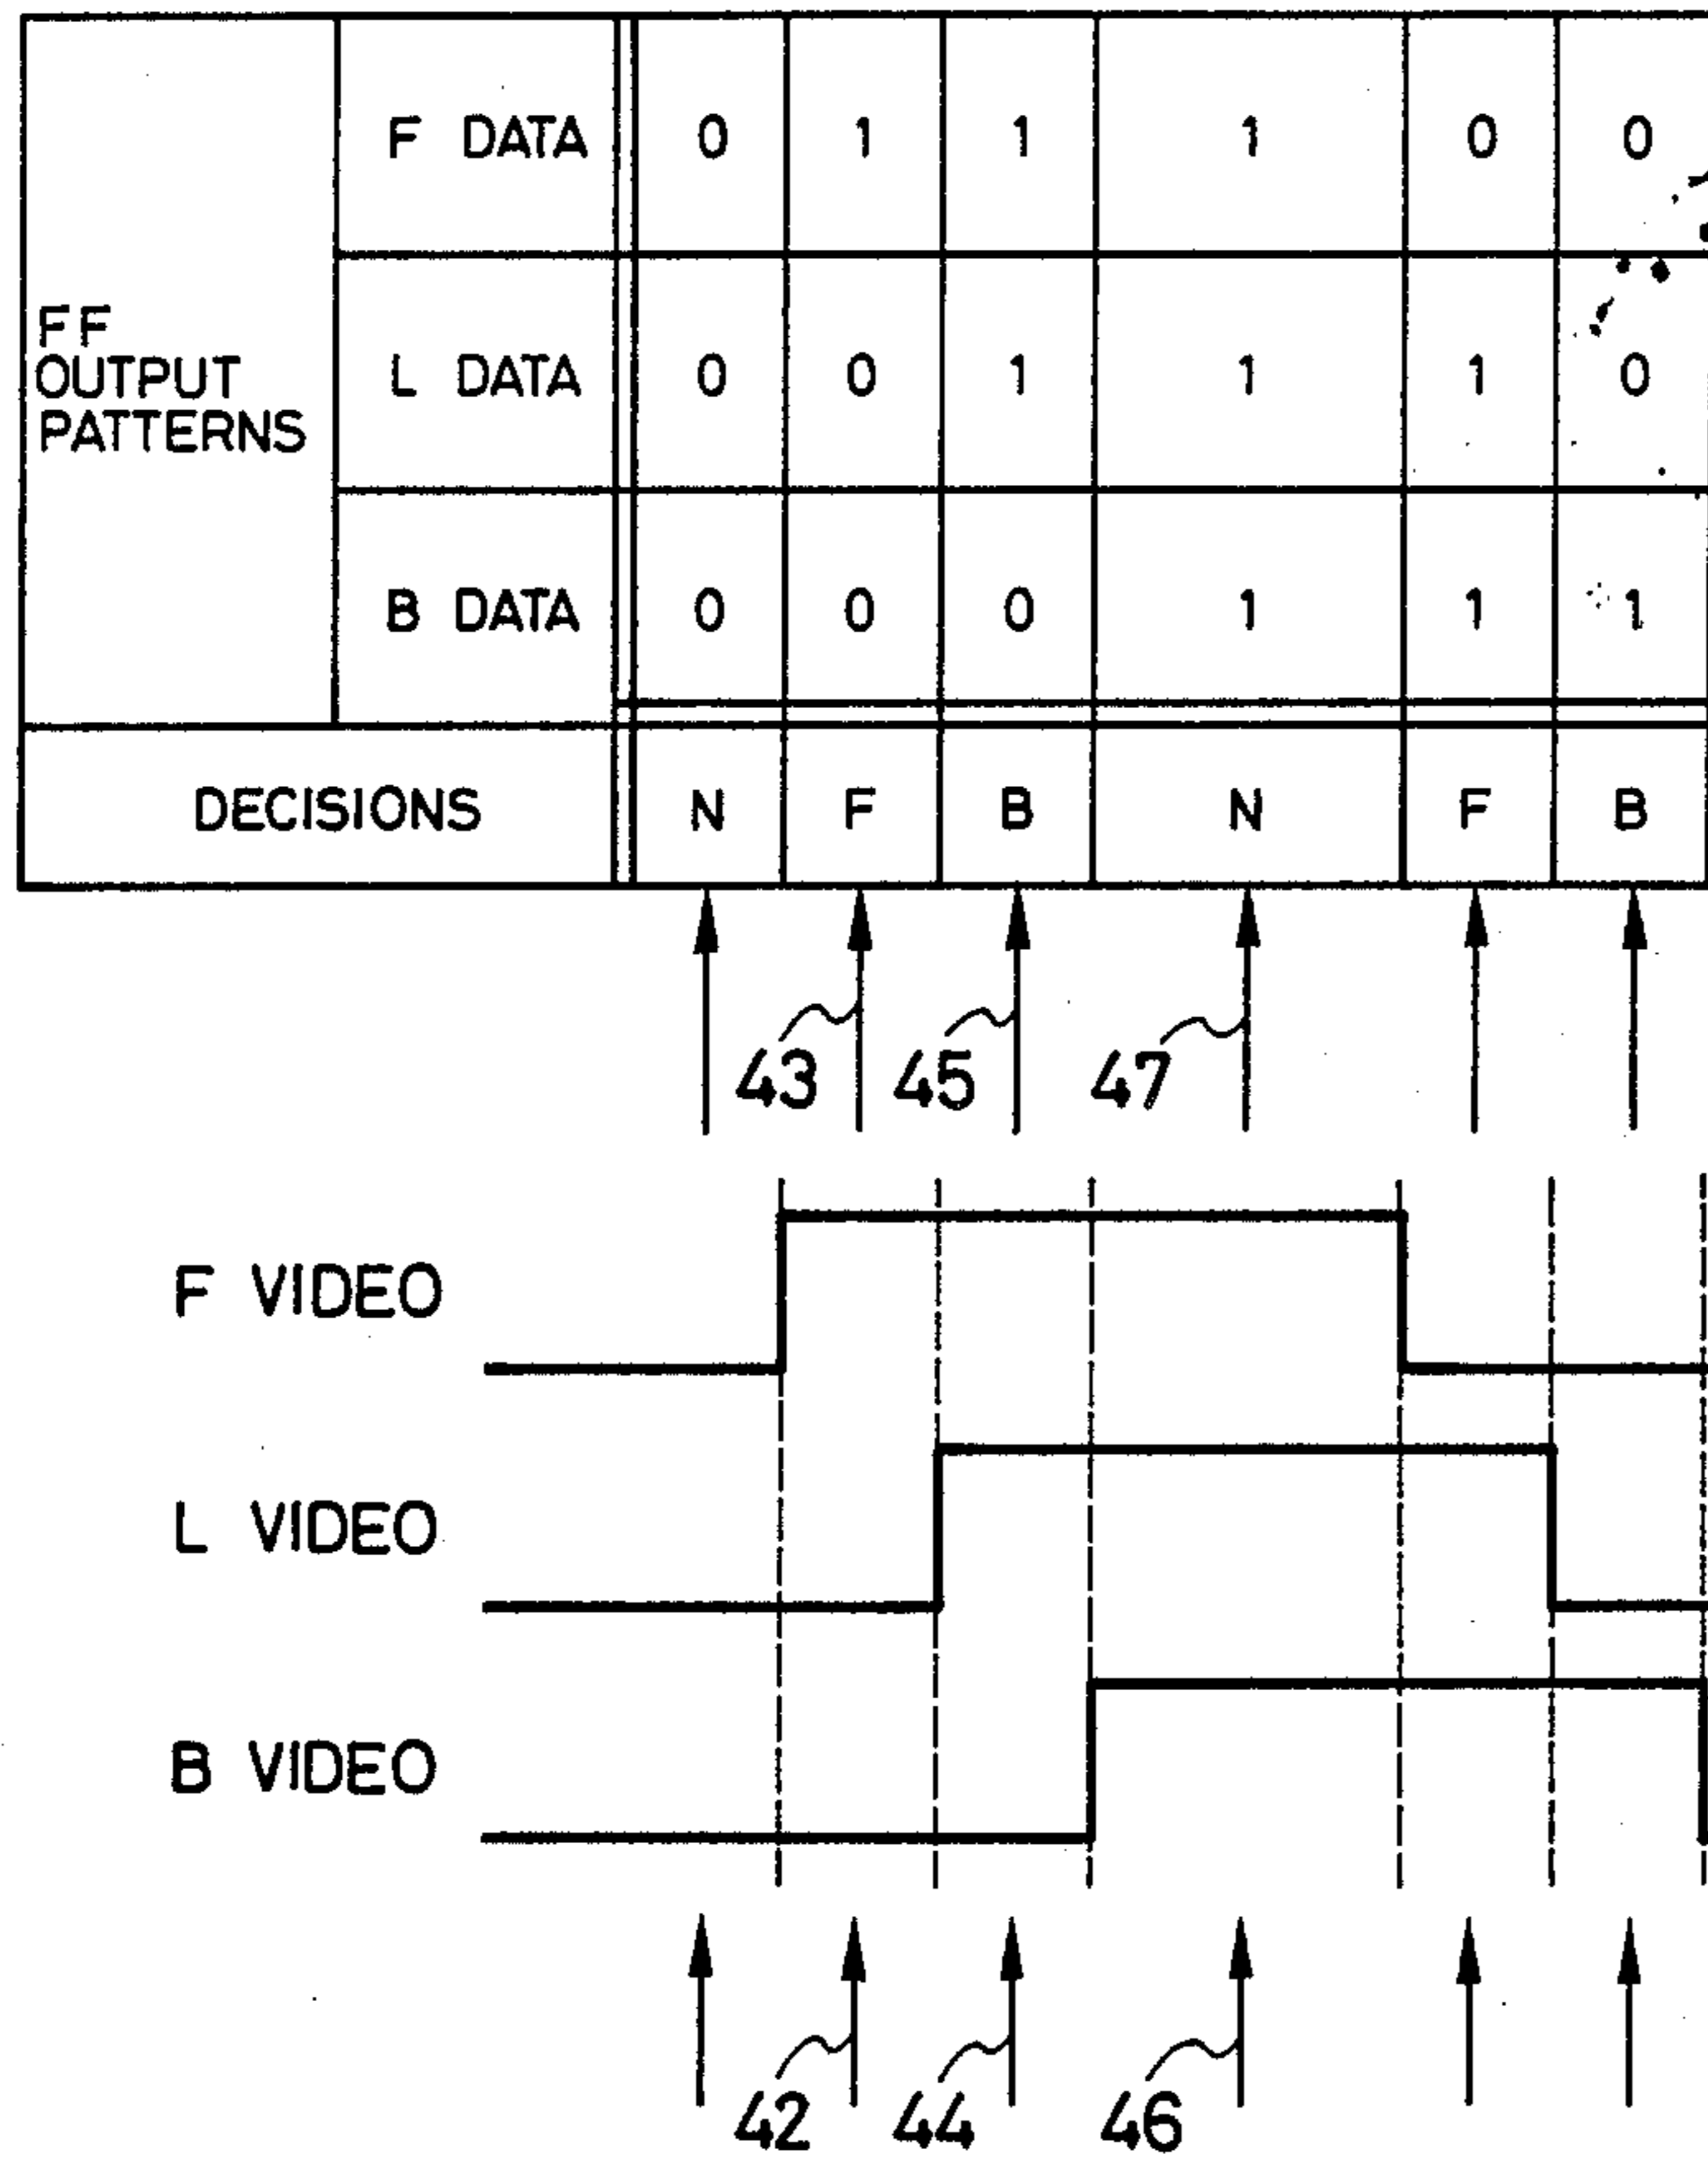 F DATA 0 1 1 1 0 0
FF
OUTPUT
PATTERNS
L DATA 0 0 1 1 1 0
B DATA 0 0 0 1 1 1
DECISIONS N F B N F B
43 45 47
F VIDEO
L VIDEO
B VIDEO
42 44 46